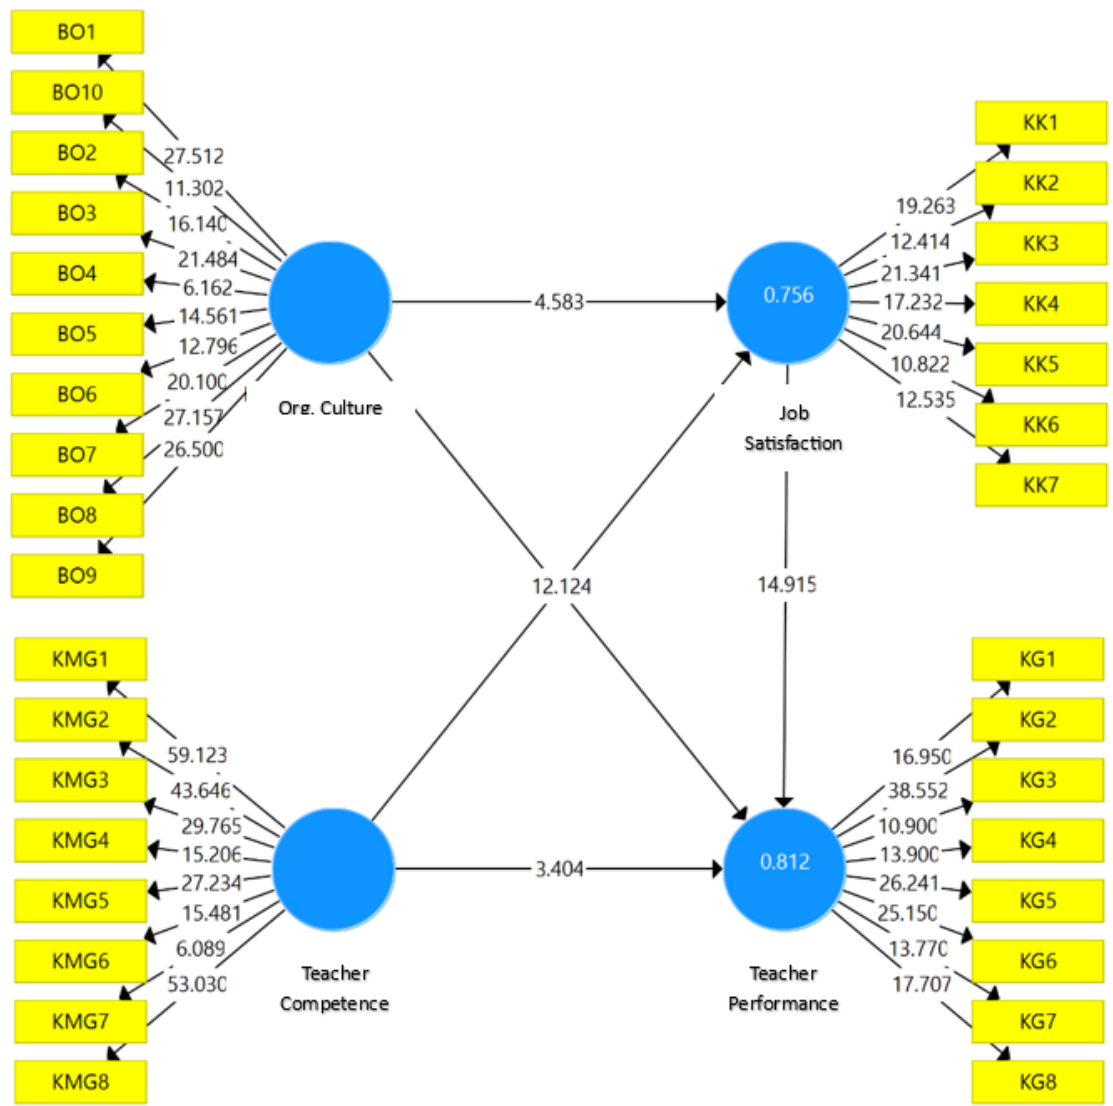 BO1
BO10
BO2
BO3
BO4
BO5
BO6
BO7
BO8
BO9
27.512
11.302
16.140
21.484
6.162
14.561
12.796
20.100
27.157
26.500
Org. Culture
4.583
0.756
Job
Satisfaction
19.263
12.414
21.341
17.232
20.644
10.822
12.535
KK1
KK2
KK3
KK4
KK5
KK6
KK7
12.124
14.915
KMG1
KMG2
KMG3
KMG4
KMG5
KMG6
KMG7
KMG8
59.123
43.646
29.765
15.206
27.234
15.481
6.089
53.030
Teacher
Competence
3.404
0.812
Teacher
Performance
16.950
38.552
10.900
13.900
26.241
25.150
13.770
17.707
KG1
KG2
KG3
KG4
KG5
KG6
KG7
KG8